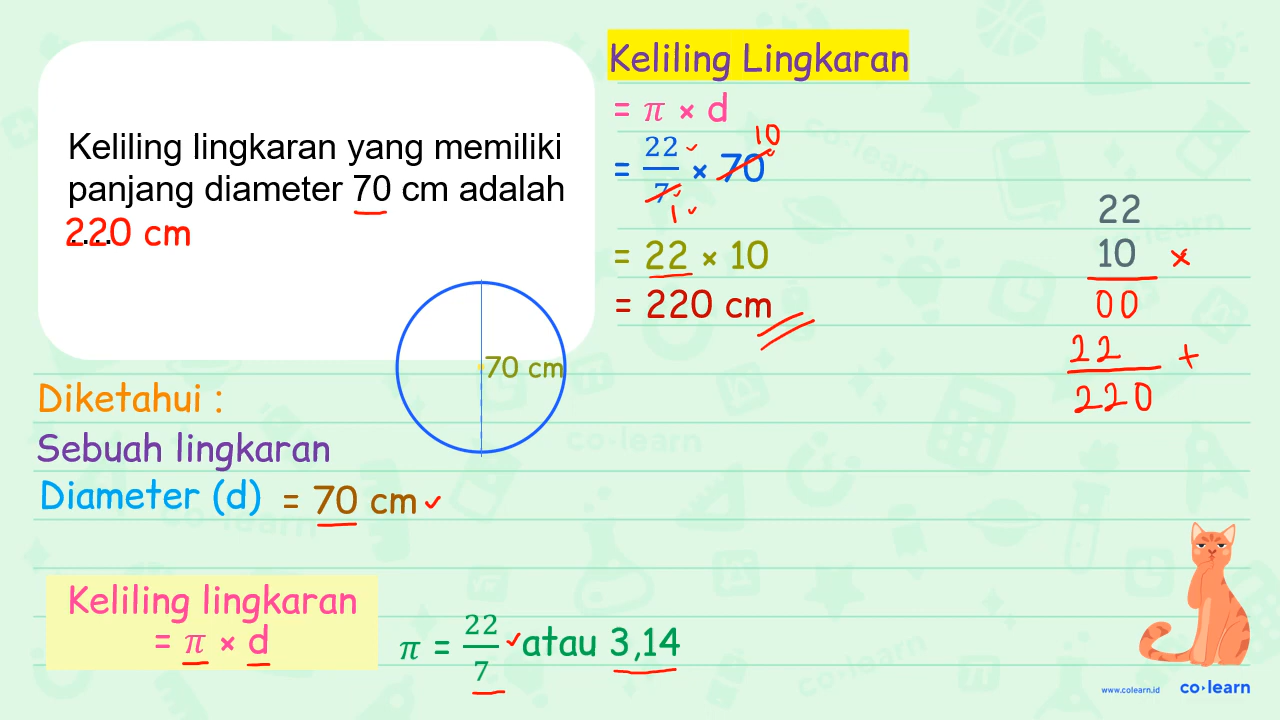 Keliling lingkaran yang memiliki
panjang diameter 70 cm adalah
....
220 cm
70 cm
Diketahui :
Sebuah lingkaran
Diameter (d) = 70 cm
Keliling lingkaran
= π × d
π = 22/7 atau 3,14
Keliling Lingkaran
= π × d
= 22/7 × 70
10
1
= 22 × 10
= 220 cm
22
10 ×
00
22 +
220
www.colearn.id co·learn
co·learn